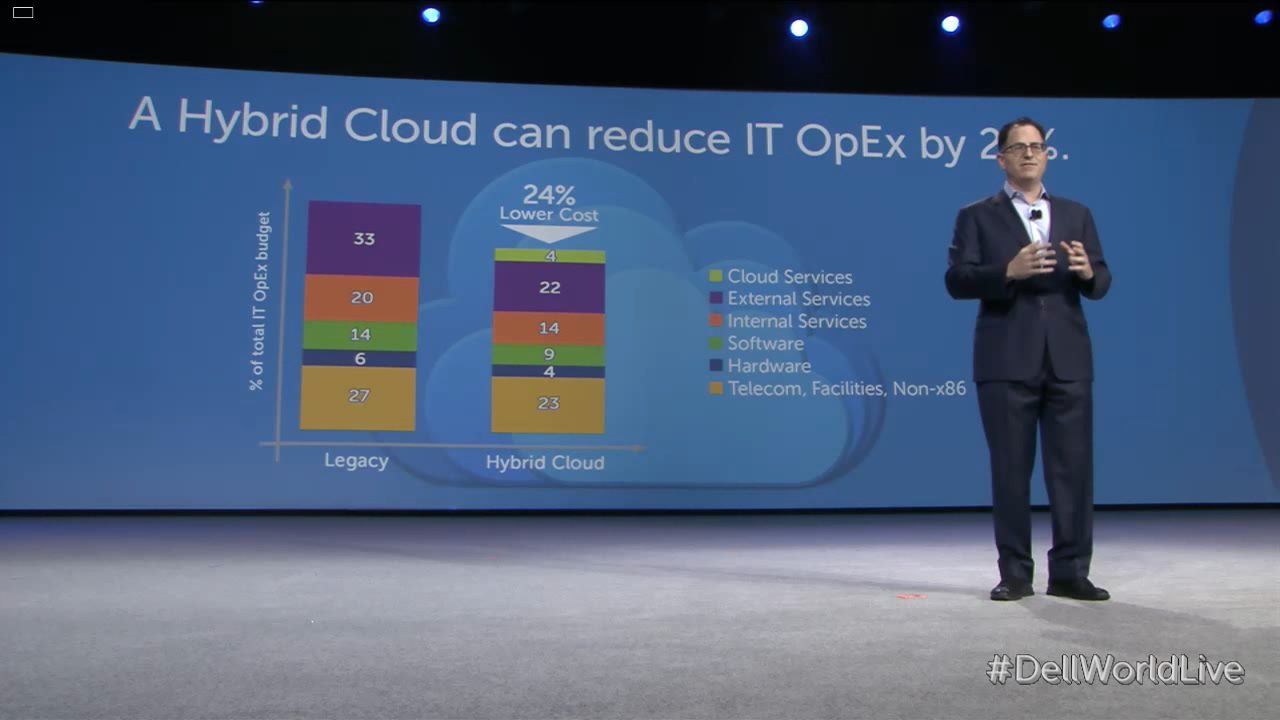 A Hybrid Cloud can reduce IT OpEx by 2 %.
24%
Lower Cost
% of total IT OpEx budget
33
20
14
6
27
4
22
14
9
4
23
Legacy
Hybrid Cloud
Cloud Services
External Services
Internal Services
Software
Hardware
Telecom, Facilities, Non-x86
#DellWorldLive